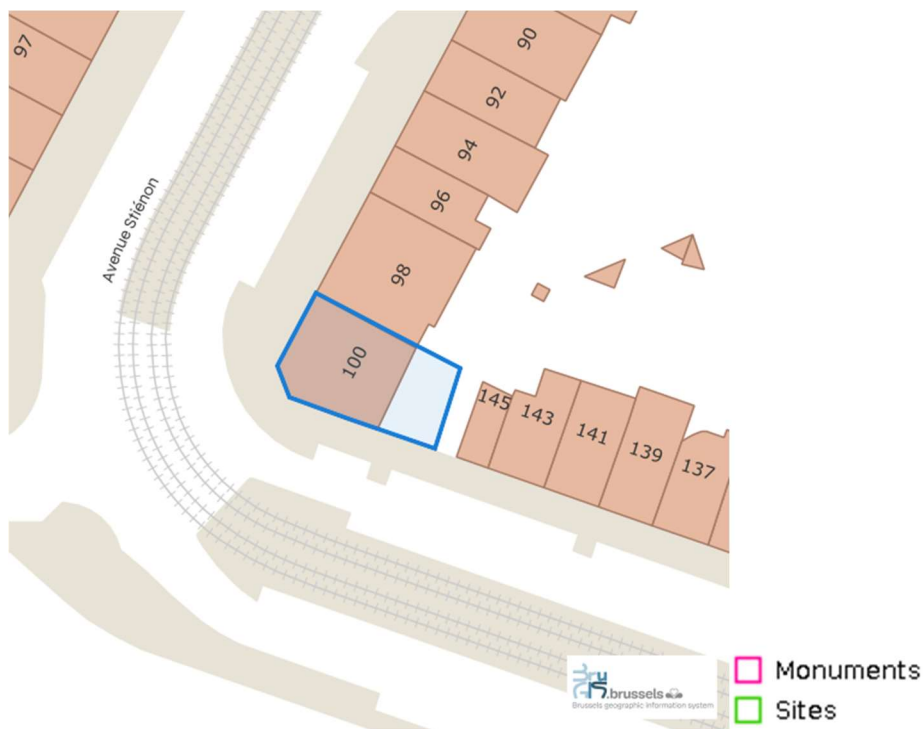 97
90
92
94
96
98
100
Avenue Stiénon
145
143
141
139
137
.brussels
Brussels geographic information system
Monuments
Sites